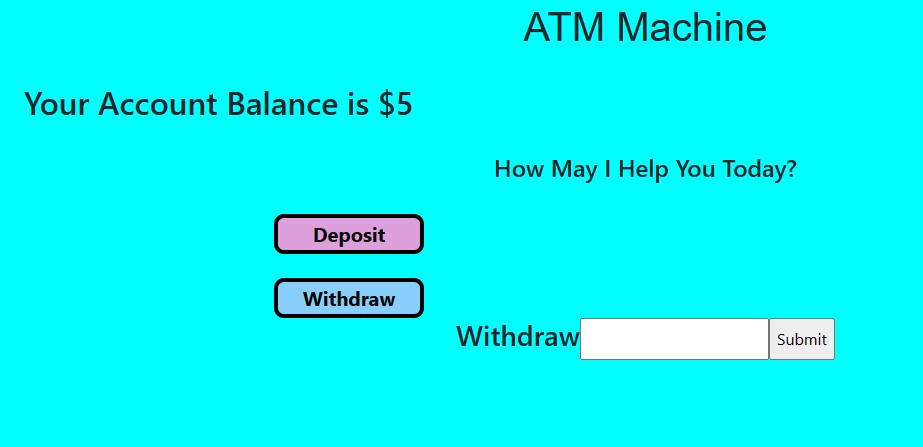 ATM Machine
Your Account Balance is $5
How May I Help You Today?
Deposit
Withdraw
Withdraw Submit